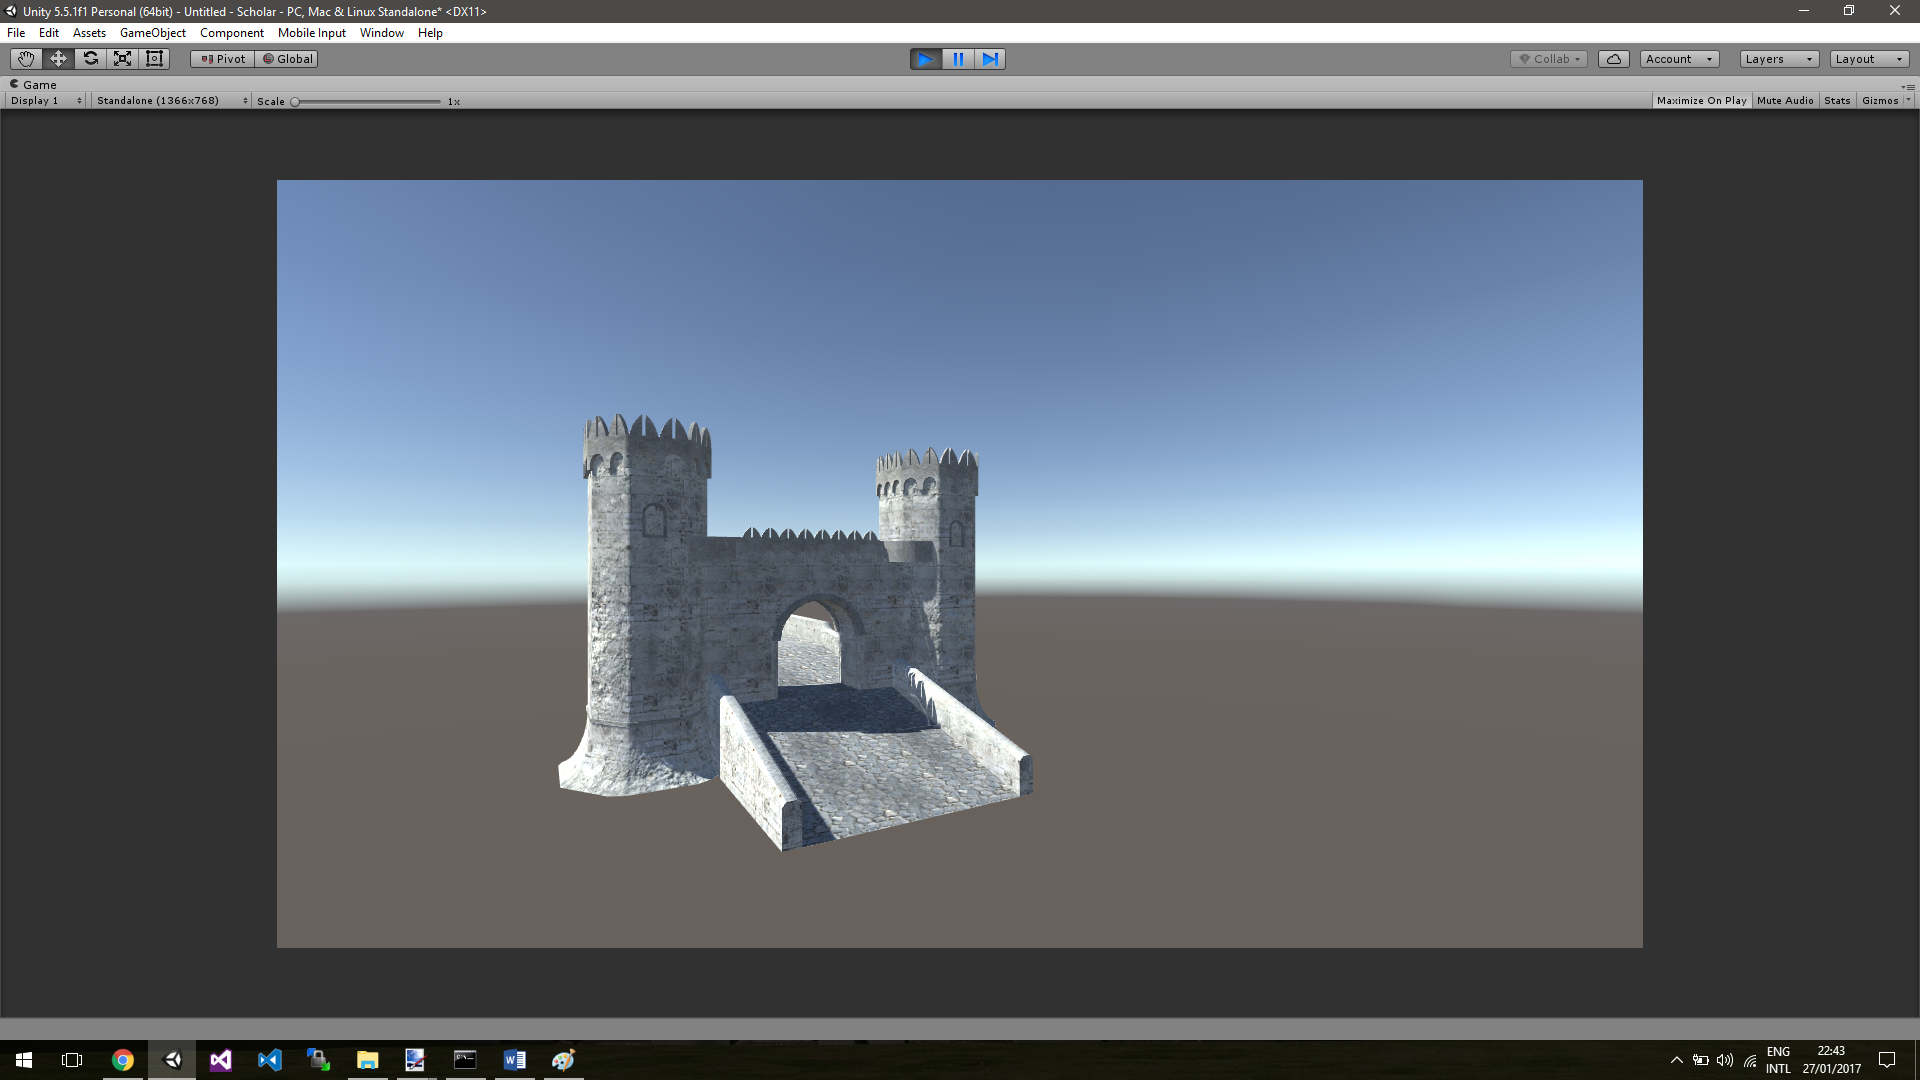 Unity 5.5.1f1 Personal (64bit) - Untitled - Scholar - PC, Mac & Linux Standalone* <DX11>
File Edit Assets GameObject Component Mobile Input Window Help
Pivot Global Collab Account Layers Layout
Game
Display 1 Standalone (1366x768) Scale 1x Maximize On Play Mute Audio Stats Gizmos
ENG 22:43
INTL 27/01/2017